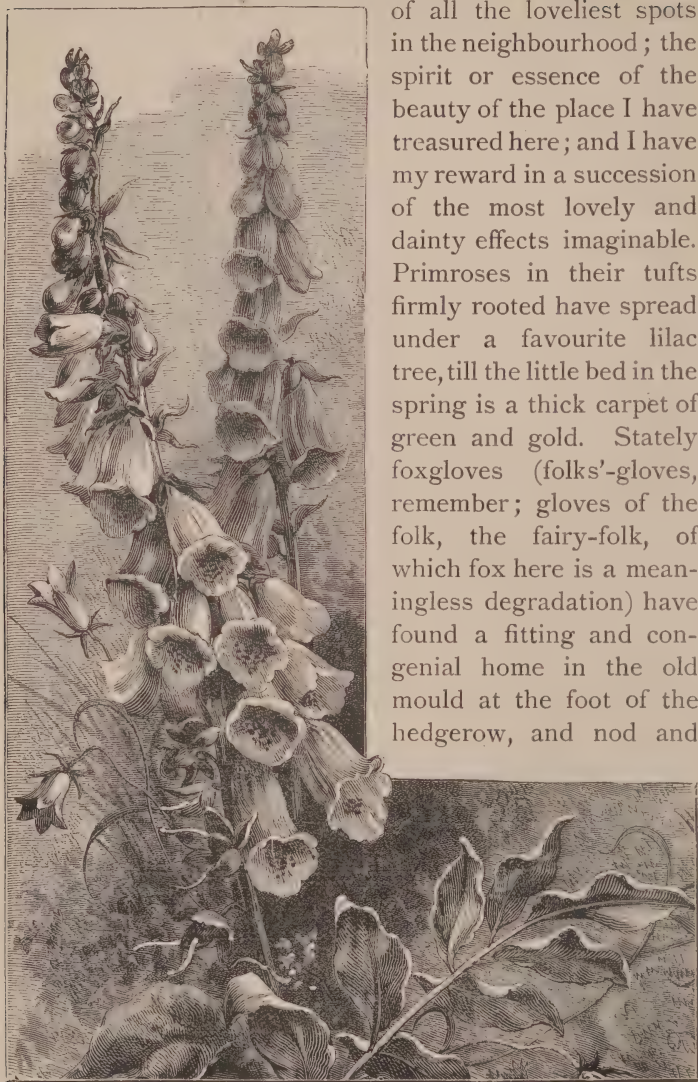 of all the loveliest spots
in the neighbourhood; the
spirit or essence of the
beauty of the place I have
treasured here; and I have
my reward in a succession
of the most lovely and
dainty effects imaginable.
Primroses in their tufts
firmly rooted have spread
under a favourite lilac
tree, till the little bed in the
spring is a thick carpet of
green and gold. Stately
foxgloves (folks'-gloves,
remember; gloves of the
folk, the fairy-folk, of
which fox here is a mean-
ingless degradation) have
found a fitting and con-
genial home in the old
mould at the foot of the
hedgerow, and nod and